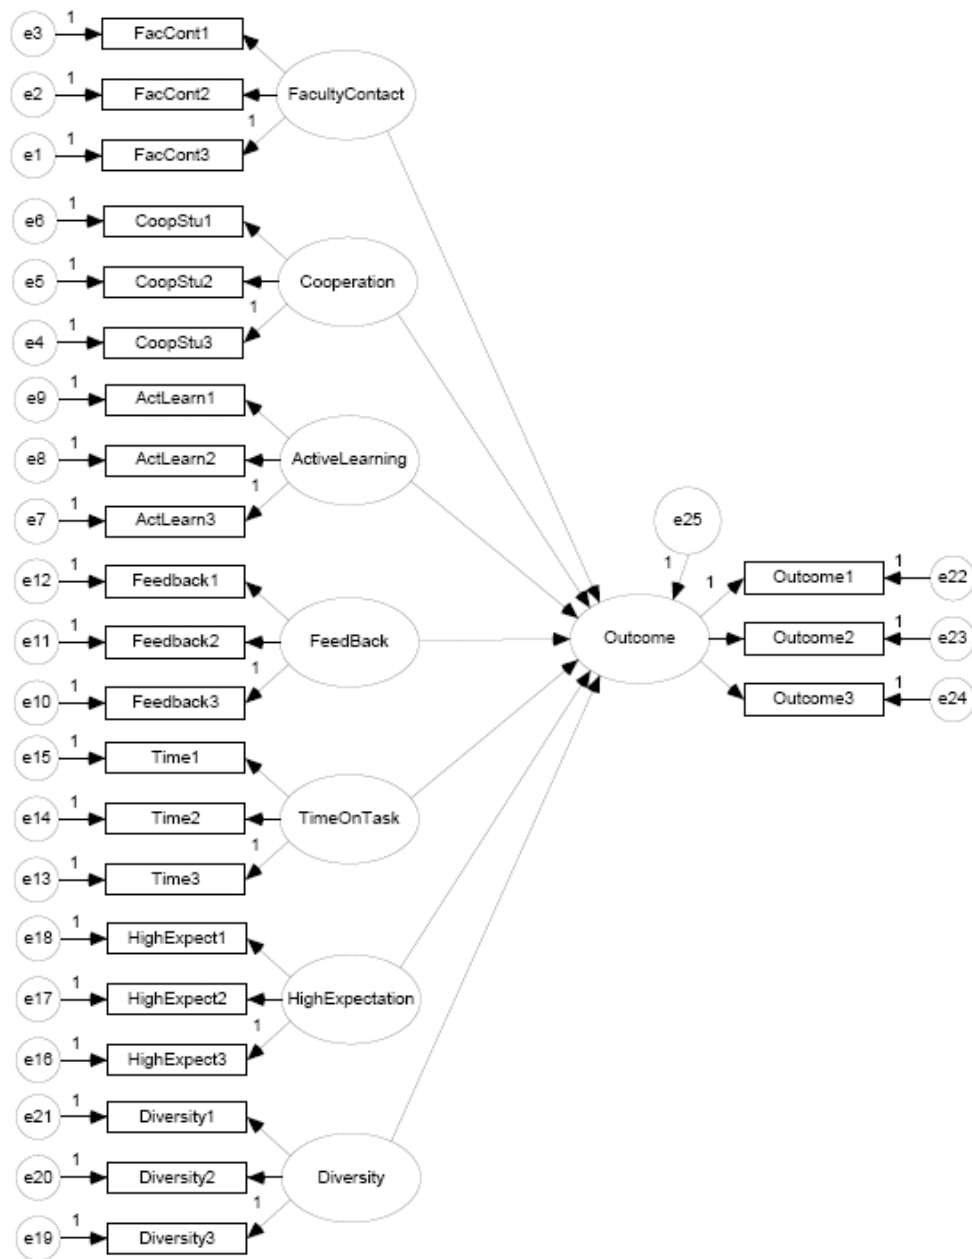 e3 1 FacCont1
FacultyContact
e2 1 FacCont2
1
e1 1 FacCont3
e6 1 CoopStu1
e5 1 CoopStu2
Cooperation
1
e4 1 CoopStu3
e9 1 ActLearn1
e8 1 ActLearn2
ActiveLearning
1
e7 1 ActLearn3
e12 1 Feedback1
e11 1 Feedback2
FeedBack
1
e10 1 Feedback3
e15 1 Time1
e14 1 Time2
TimeOnTask
1
e13 1 Time3
e18 1 HighExpect1
e17 1 HighExpect2
HighExpectation
1
e16 1 HighExpect3
e21 1 Diversity1
e20 1 Diversity2
Diversity
1
e19 1 Diversity3
e25
1
Outcome
1
Outcome1 1 e22
Outcome2 1 e23
Outcome3 1 e24